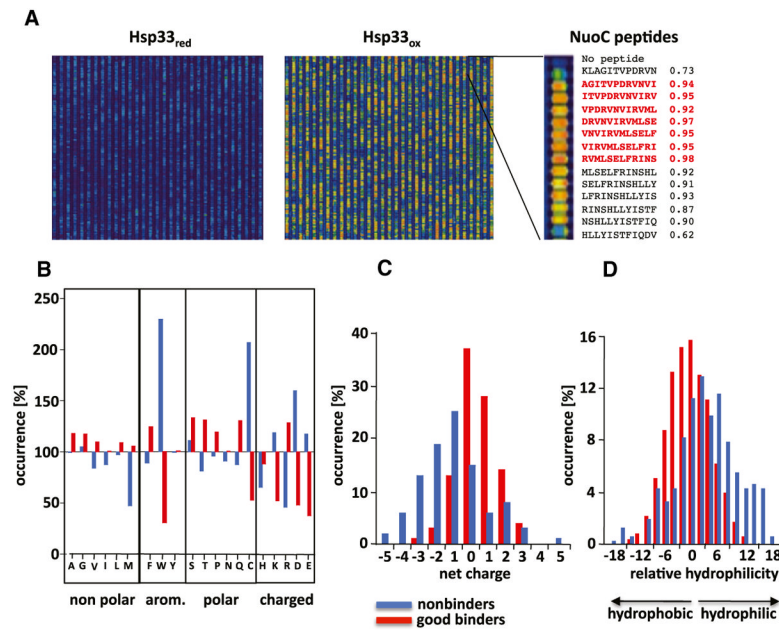 A
Hsp33red
Hsp33ox
NuoC peptides
No peptide
KLAGITVPDRVN 0.73
AGITVPDRVNVI 0.94
ITVPDRVNVIRV 0.95
VPDRVNVIRVML 0.92
DRVNVIRVMLSE 0.97
VNVIRVMLSELF 0.95
VIRVMLSELFRI 0.95
RVMLSELFRINS 0.98
MLSELFRINSHL 0.92
SELFRINSHLLY 0.91
LFRINSHLLYIS 0.93
RINSHLLYISTF 0.87
NSHLLYISTFIQ 0.90
HLLYISTFIQDV 0.62
B
occurrence [%]
250
200
150
100
50
100
50
0
A G V I L M F W Y S T P N Q C H K R D E
non polar arom. polar charged
C
occurrence [%]
40
30
20
10
0
-5 -4 -3 -2 1 0 1 2 3 4 5
net charge
nonbinders
good binders
D
occurrence [%]
16
12
8
4
0
-18 -12 -6 0 6 12 18
relative hydrophilicity
hydrophobic hydrophilic